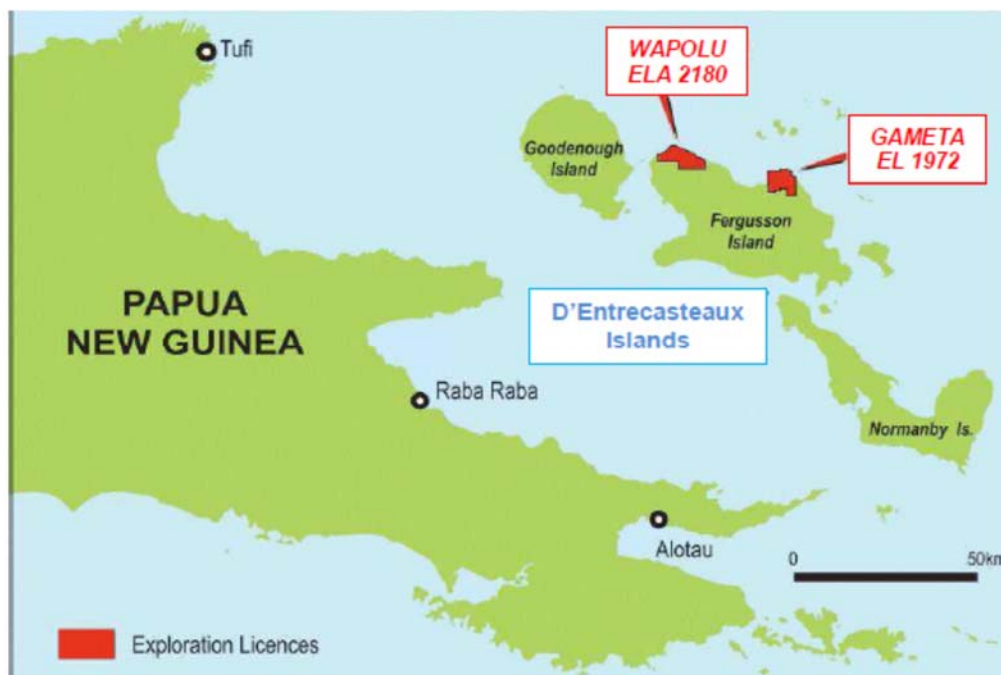 Tufi
WAPOLU
ELA 2180
GAMETA
EL 1972
Goodenough
Island
Fergusson
Island
PAPUA
NEW GUINEA
D'Entrecasteaux
Islands
Raba Raba
Normanby Is.
Alotau
0 50km
Exploration Licences